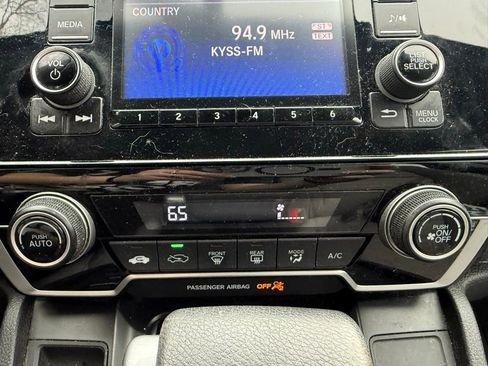 COUNTRY
94.9 MHz
ST
TEXT
KYSS-FM
MEDIA
VOL
LIST
PUSH
SELECT
MENU
CLOCK
1 2 3 4 5 6
65
PUSH
AUTO
PUSH
ON/
OFF
FRONT
REAR
MODE
A/C
PASSENGER AIRBAG OFF